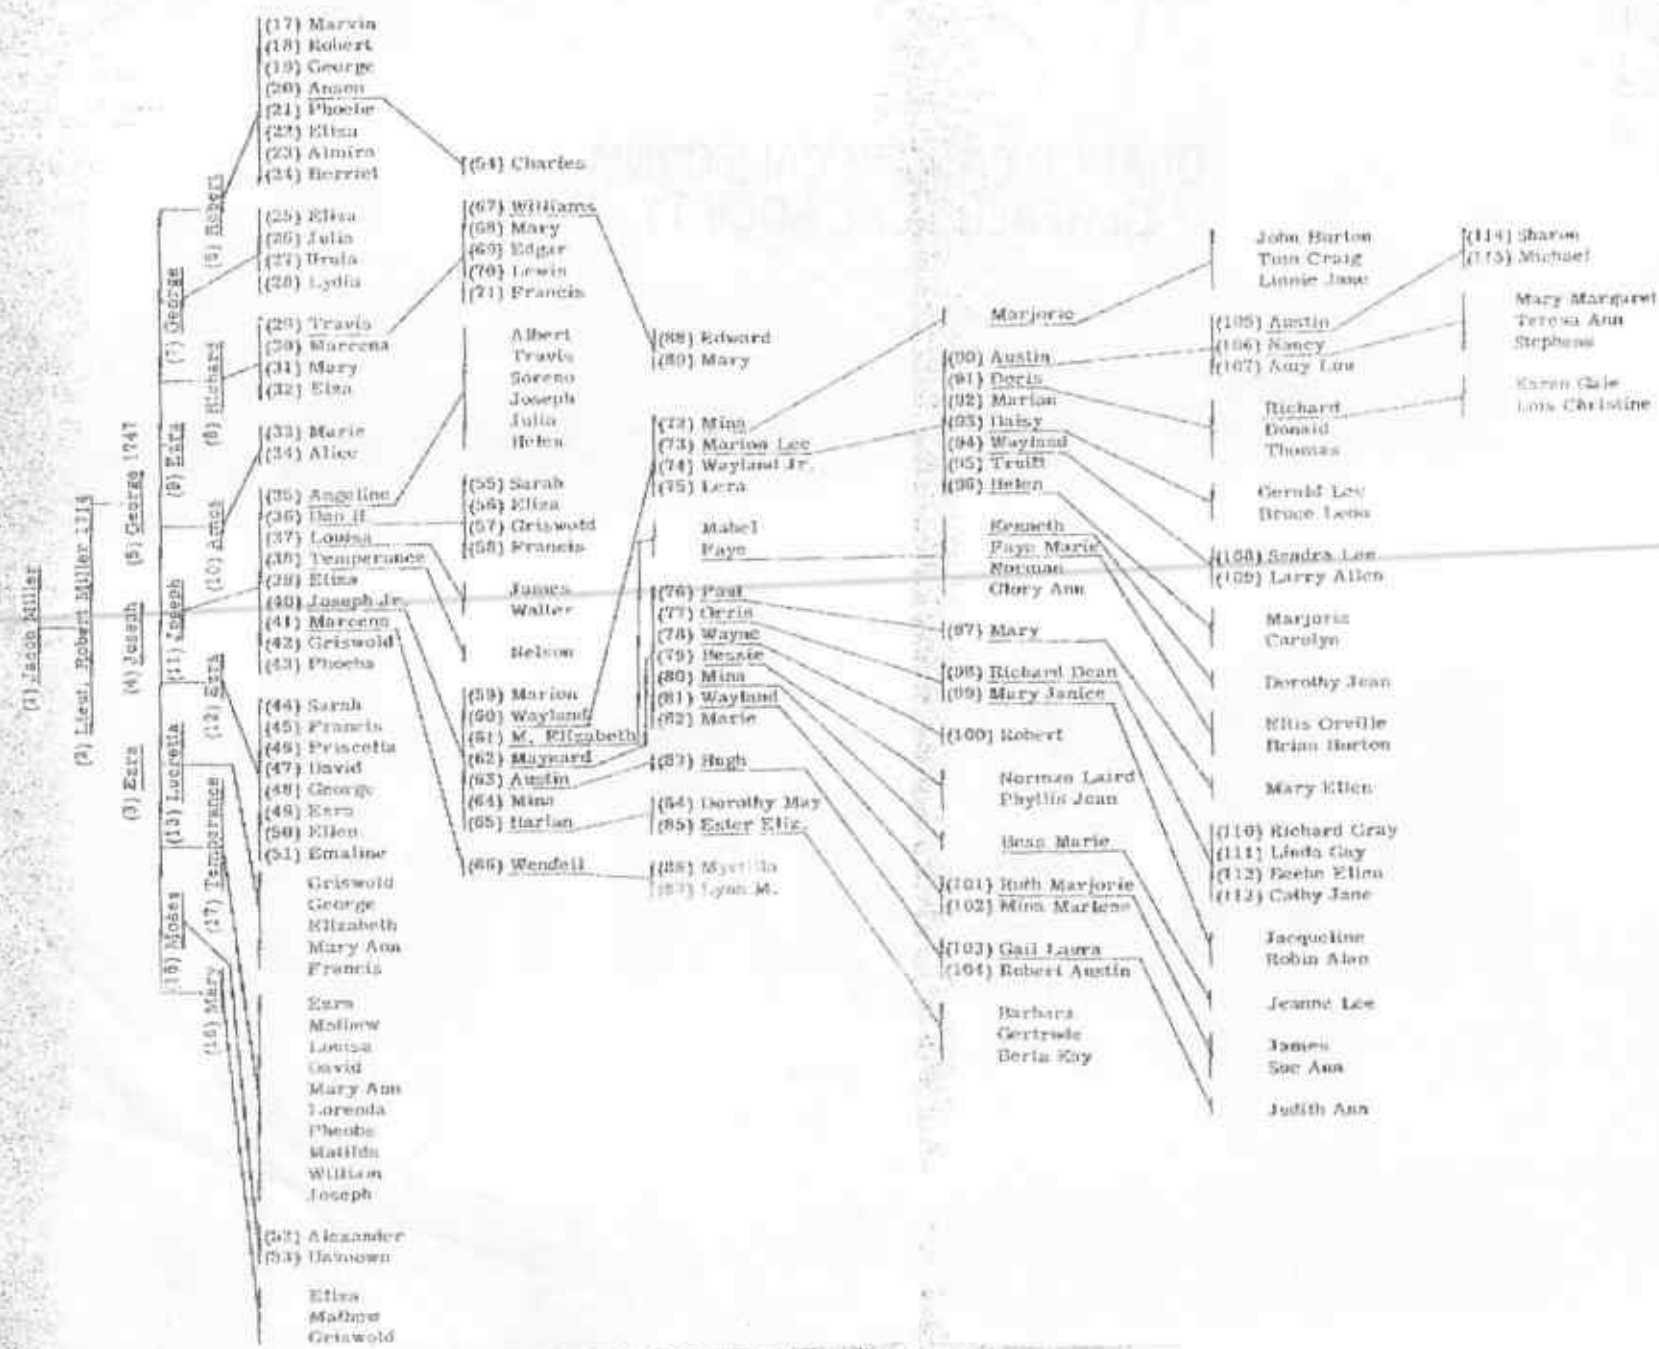 (1) Jacob Miller
(2) Lieut. Robert Miller 1714
(3) Ezra
(4) Joseph
(5) George 1747
(6) Robert
(7) George
(8) Richard
(9) Ezra
(10) Amos
(11) Joseph
(12) Ezra
(13) Lucretia
(17) Temperance
Moses
(16) Mary
(17) Marvin
(18) Robert
(19) George
(20) Anson
(21) Phoebe
(22) Eliza
(23) Almira
(24) Herriet
(25) Eliza
(26) Julia
(27) Urula
(28) Lydia
(29) Travis
(30) Marcena
(31) Mary
(32) Elza
(33) Marie
(34) Alice
(35) Angeline
(36) Dan H
(37) Louisa
(38) Temperance
(39) Eliza
(40) Joseph Jr.
(41) Marcena
(42) Griswold
(43) Phoeba
(44) Sarah
(45) Francis
(46) Priscella
(47) David
(48) George
(49) Ezra
(50) Ellen
(51) Emaline
Griswold
George
Elizabeth
Mary Ann
Francis
Ezra
Mathew
Louisa
David
Mary Ann
Lorenda
Pheobe
Matilda
William
Joseph
(52) Alexander
(53) Unknown
Eliza
Mathew
Griswold
(54) Charles
(67) Williams
(68) Mary
(69) Edgar
(70) Lewis
(71) Francis
Albert
Travis
Soreno
Joseph
Julia
Helen
(55) Sarah
(56) Eliza
(57) Griswold
(58) Francis
James
Walter
Nelson
(59) Marion
(60) Wayland
(61) M. Elizabeth
(62) Maynard
(63) Austin
(64) Mina
(65) Harlan
(66) Wendell
(88) Edward
(89) Mary
(72) Mina
(73) Marion Lee
(74) Wayland Jr.
(75) Lera
Mabel
Faye
(76) Paul
(77) Orris
(78) Wayne
(79) Bessie
(80) Mina
(81) Wayland
(82) Marie
(83) Hugh
(84) Dorothy May
(85) Ester Eliz.
(86)
(87) Lynn M.
Marjorie
(90) Austin
(91) Doris
(92) Marian
(93) Daisy
(94) Wayland
(95) Truitt
(96) Helen
Kenneth
Faye Marie
Norman
Glory Ann
(97) Mary
(98) Richard Dean
(99) Mary Janice
(100) Robert
Norman Laird
Phyllis Jean
Bess Marie
(101) Ruth Marjorie
(102) Mina Marlene
(103) Gail Laura
(104) Robert Austin
Barbara
Gertrude
Berta Kay
John Burton
Tom Craig
Linnie Jane
(105) Austin
(106) Nancy
(107) Amy Lou
Richard
Donald
Thomas
Gerald Lee
Bruce Leon
(108) Sandra Lee
(109) Larry Allen
Marjorie
Carolyn
Dorothy Jean
Ellis Orville
Brian Burton
Mary Ellen
(110) Richard Gray
(111) Linda Gay
(112) Beebe Ellen
(113) Cathy Jane
Jacqueline
Robin Alan
Jeanne Lee
James
Sue Ann
Judith Ann
(114) Sharon
(115) Michael
Mary Margaret
Teresa Ann
Stephens
Karen Gale
Lois Christine